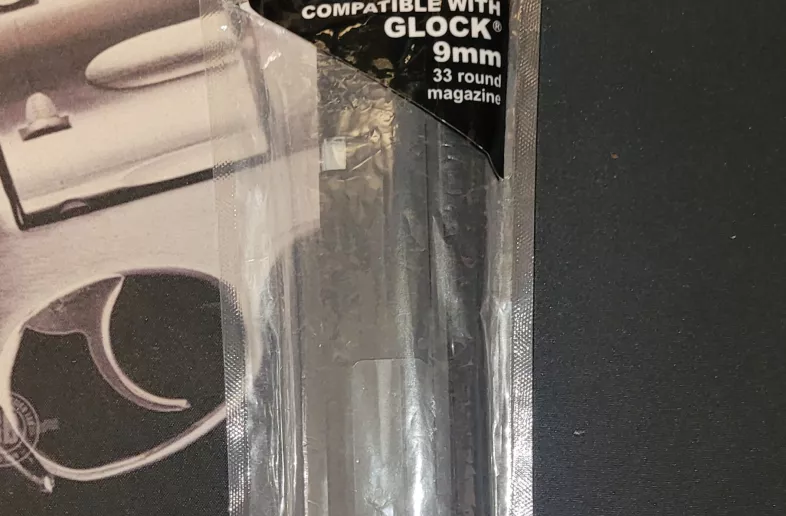 COMPATIBLE WITH
GLOCK®
9mm
33 round
magazine